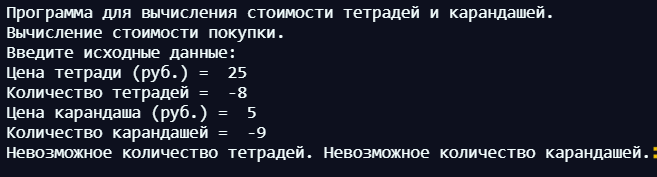 Программа для вычисления стоимости тетрадей и карандашей.
Вычисление стоимости покупки.
Введите исходные данные:
Цена тетради (руб.) =  25
Количество тетрадей =  -8
Цена карандаша (руб.) =  5
Количество карандашей =  -9
Невозможное количество тетрадей. Невозможное количество карандашей.